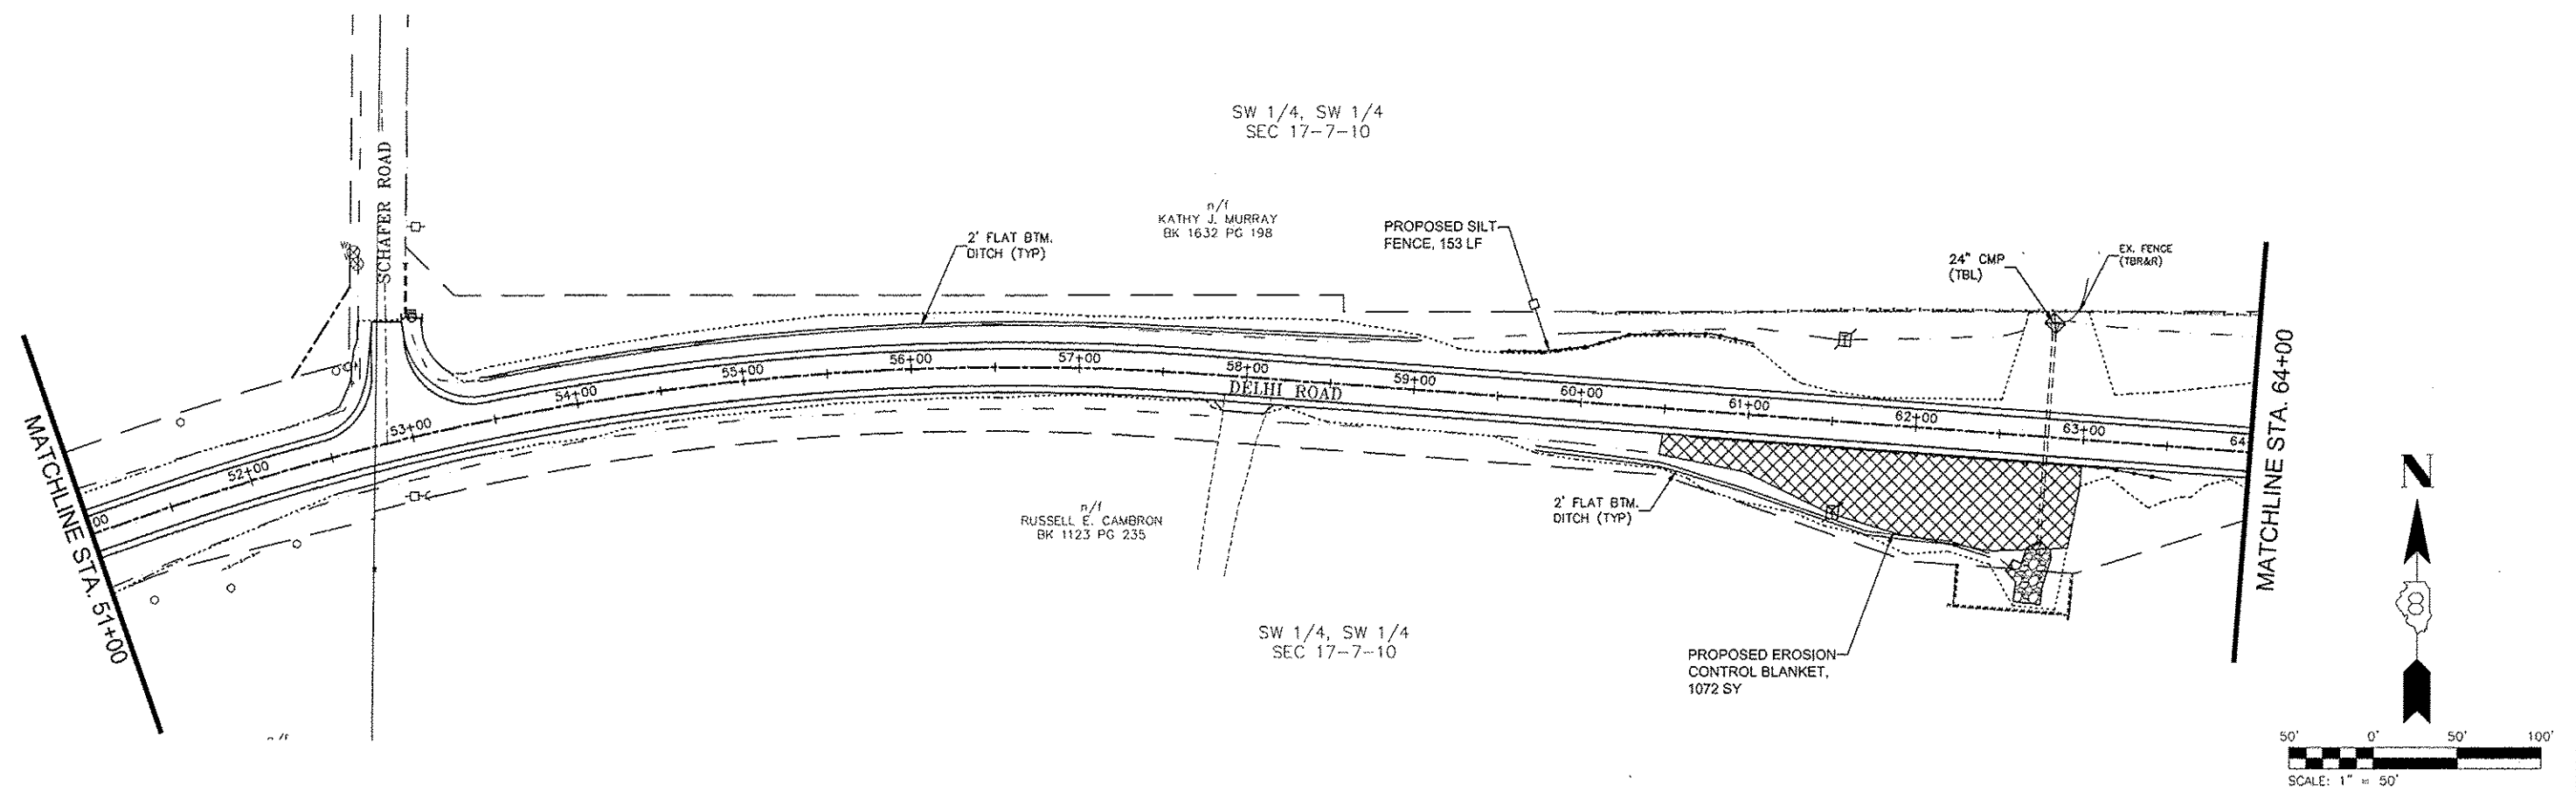 SW 1/4, SW 1/4
SEC 17-7-10
SCHAFER ROAD
n/f
KATHY J. MURRAY
BK 1632 PG 198
2' FLAT BTM.
DITCH (TYP)
PROPOSED SILT
FENCE, 153 LF
24" CMP
(TBL)
EX. FENCE
(TBR&R)
MATCHLINE STA. 51+00
00
52+00
53+00
54+00
55+00
56+00
57+00
58+00
59+00
60+00
61+00
62+00
63+00
64
DELHI ROAD
MATCHLINE STA. 64+00
n/f
RUSSELL E. CAMBRON
BK 1123 PG 235
2' FLAT BTM.
DITCH (TYP)
SW 1/4, SW 1/4
SEC 17-7-10
PROPOSED EROSION
CONTROL BLANKET,
1072 SY
N
8
50' 0' 50' 100'
SCALE: 1" = 50'